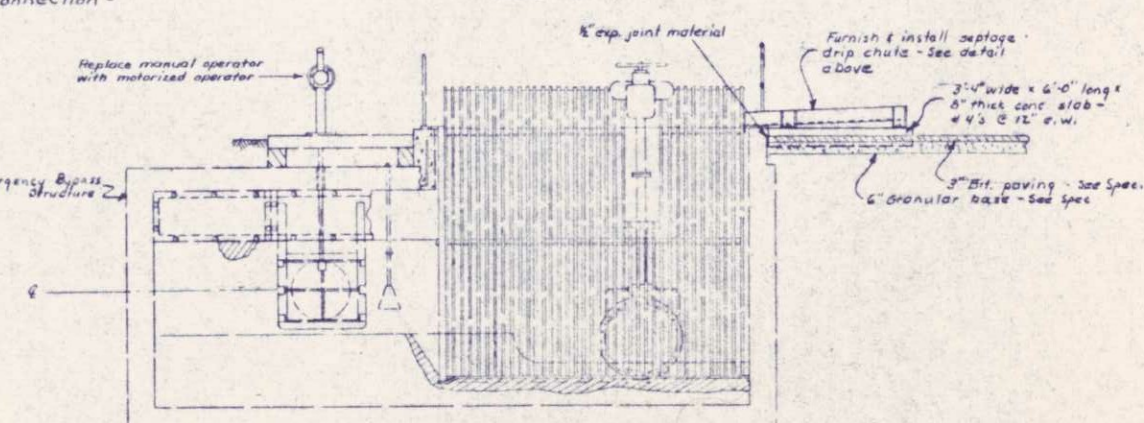 onnection -
Replace manual operator
with motorized operator
½" exp. joint material
Furnish & install septage
drip chute - See detail
above
3'-4" wide x 6'-0" long x
8" thick conc slab -
# 4's @ 12" e.w.
rgency Bypass
Structure
3" Bit. paving - See Spec.
6" Granular base - See Spec
℄